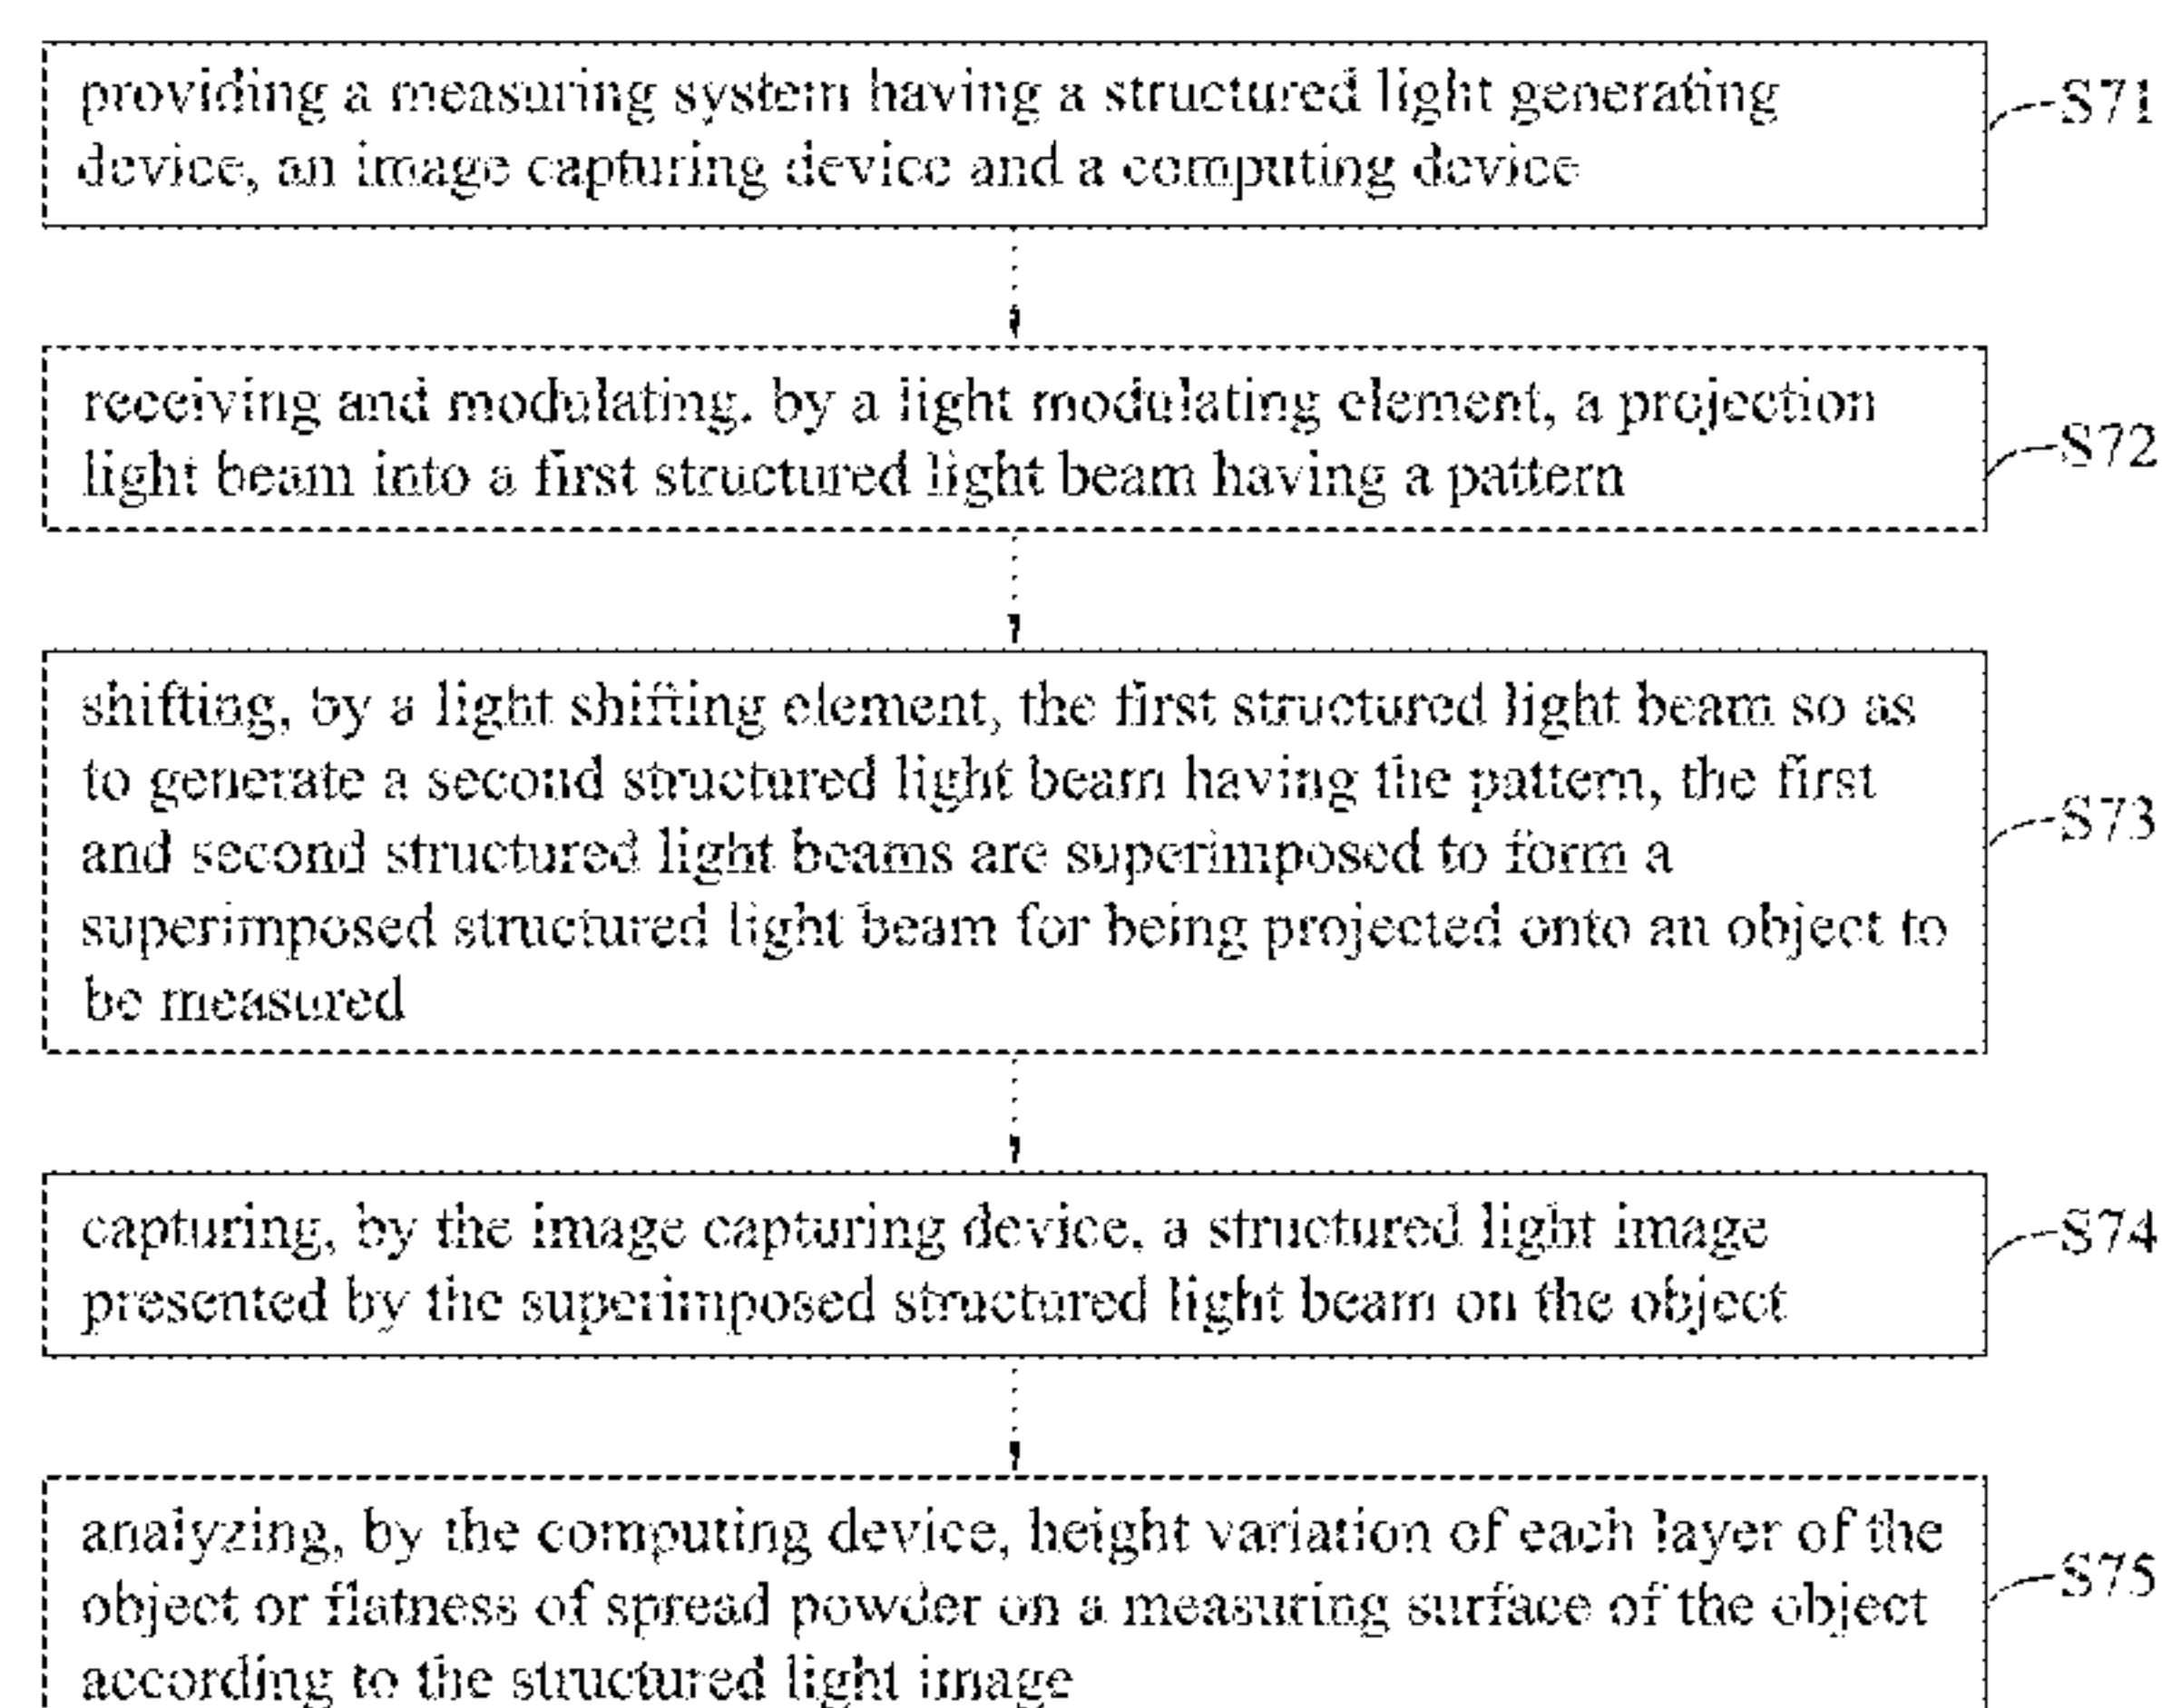 providing a measuring system having a structured light generating
device, an image capturing device and a computing device
S71
receiving and modulating, by a light modulating element, a projection
light beam into a first structured light beam having a pattern
S72
shifting, by a light shifting element, the first structured light beam so as
to generate a second structured light beam having the pattern, the first
and second structured light beams are superimposed to form a
superimposed structured light beam for being projected onto an object to
be measured
S73
capturing, by the image capturing device, a structured light image
presented by the superimposed structured light beam on the object
S74
analyzing, by the computing device, height variation of each layer of the
object or flatness of spread powder on a measuring surface of the object
according to the structured light image
S75